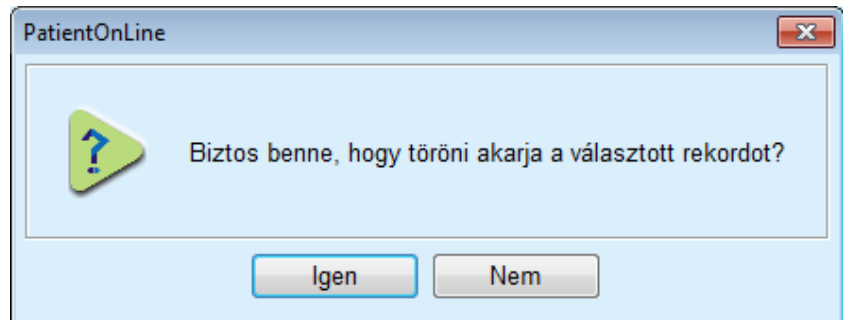 PatientOnLine
Biztos benne, hogy töröni akarja a választott rekordot?
Igen
Nem